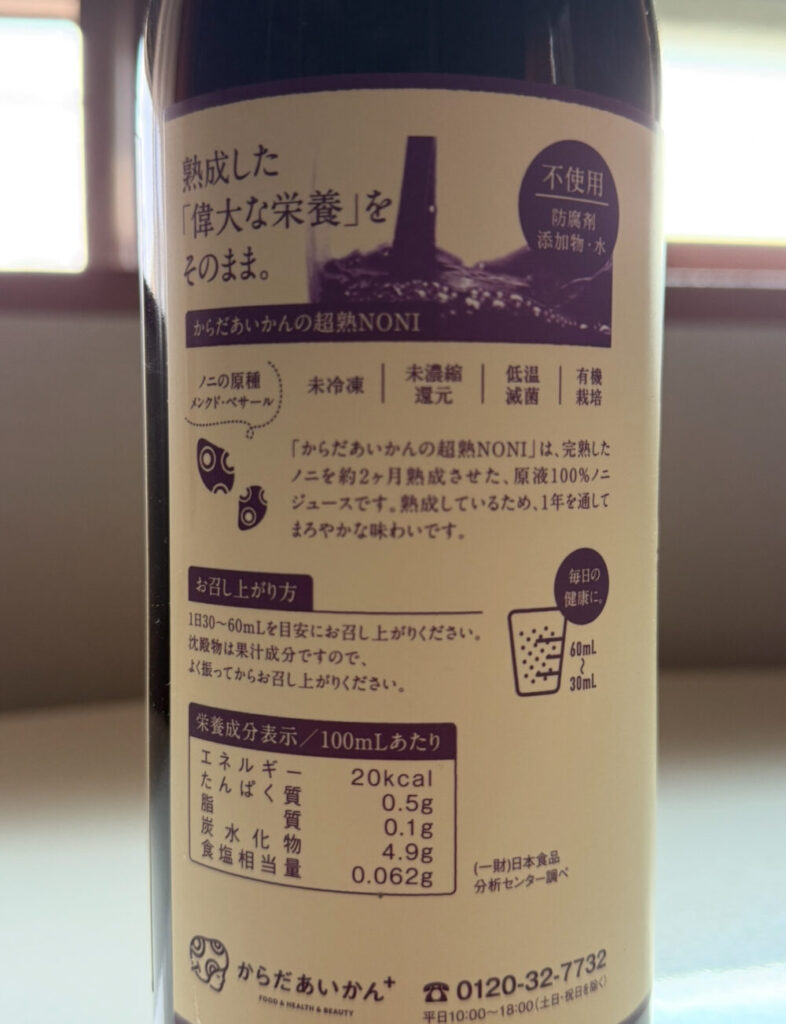 熟成した
「偉大な栄養」を
そのまま。
不使用
防腐剤
添加物・水
からだあいかんの超熟NONI
ノニの原種
メンクド・ベサール
未冷凍
未濃縮
還元
低温
滅菌
有機
栽培
「からだあいかんの超熟NONI」は、完熟した
ノニを約2ヶ月熟成させた、原液100%ノニ
ジュースです。熟成しているため、1年を通して
まろやかな味わいです。
お召し上がり方
1日30〜60mLを目安にお召し上がりください。
沈殿物は果汁成分ですので、
よく振ってからお召し上がりください。
毎日の
健康に。
60mL
〜
30mL
栄養成分表示／100mLあたり
エネルギー 20kcal
たんぱく質 0.5g
脂質 0.1g
炭水化物 4.9g
食塩相当量 0.062g
(一財)日本食品
分析センター調べ
からだあいかん+
FOOD & HEALTH & BEAUTY
☎0120-32-7732
平日10:00〜18:00(土日・祝日を除く)